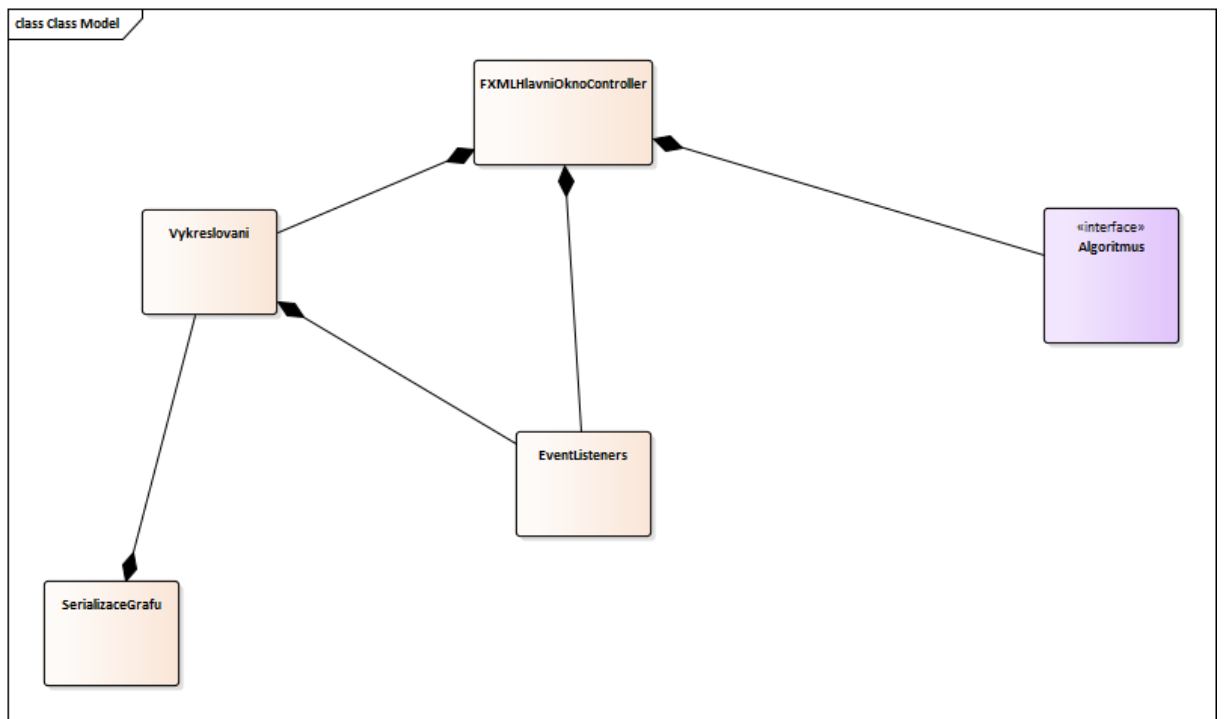 class Class Model
FXMLHlavniOknoController
Vykreslovani
«interface»
Algoritmus
EventListeners
SerializaceGrafu